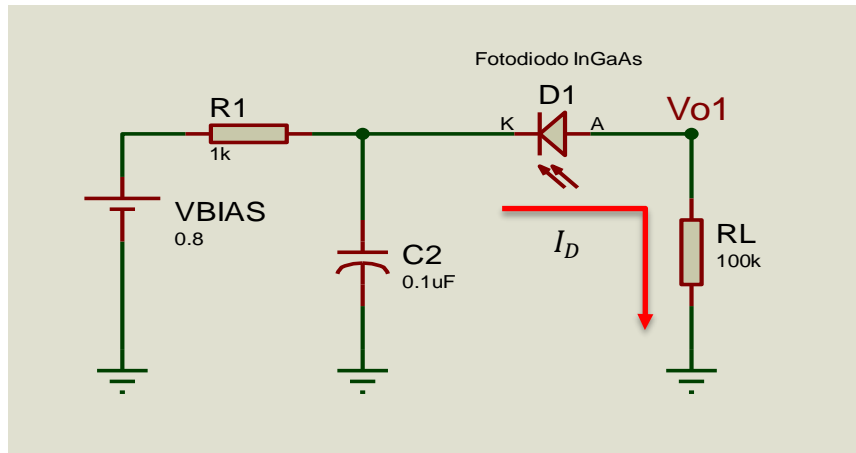 Fotodiodo InGaAs
D1
R1
Vo1
K
A
1k
VBIAS
0.8
C2
0.1uF
I_D
RL
100k